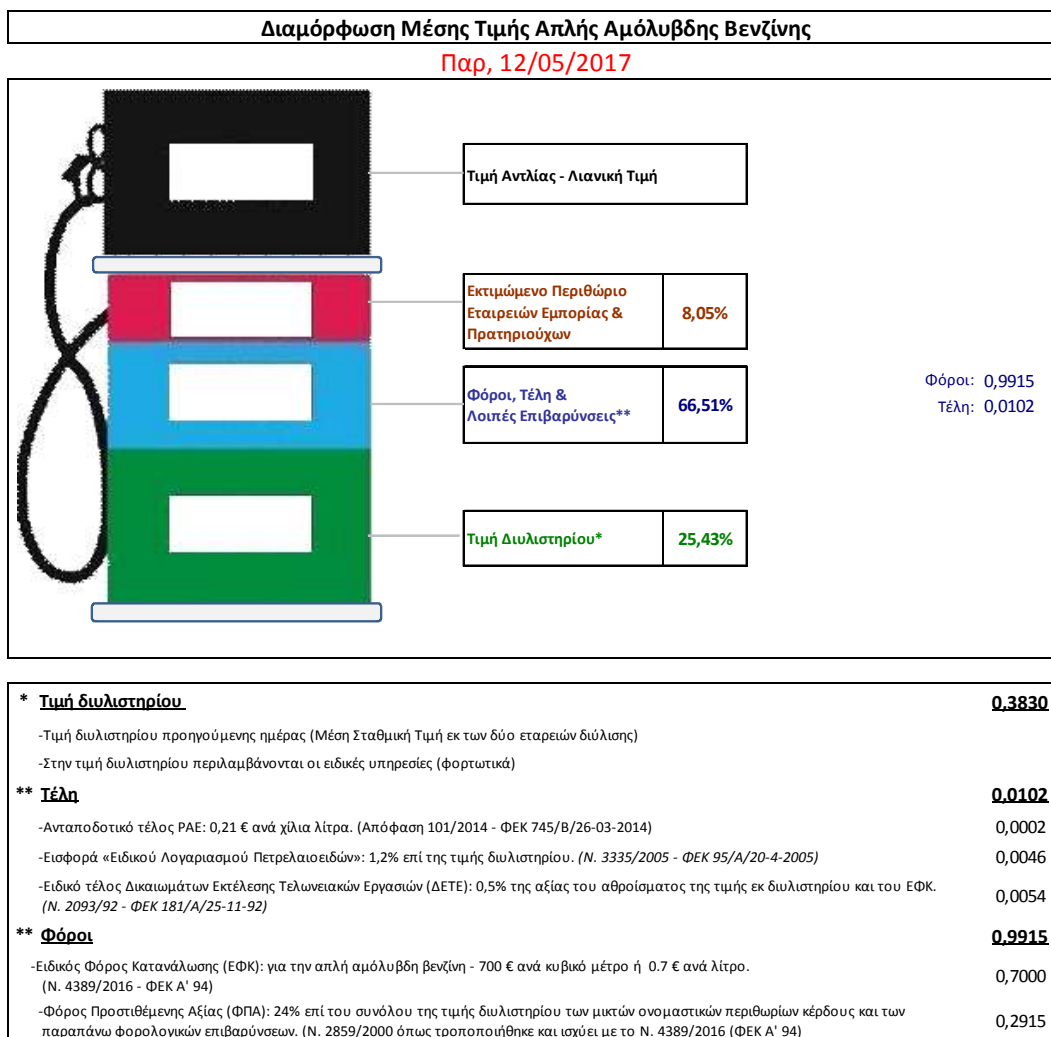 Διαμόρφωση Μέσης Τιμής Απλής Αμόλυβδης Βενζίνης
Παρ, 12/05/2017
Τιμή Αντλίας - Λιανική Τιμή
Εκτιμώμενο Περιθώριο
Εταιρειών Εμπορίας &
Πρατηριούχων
8,05%
Φόροι, Τέλη &
Λοιπές Επιβαρύνσεις**
66,51%
Φόροι: 0,9915
Τέλη: 0,0102
Τιμή Διυλιστηρίου*
25,43%
* Τιμή διυλιστηρίου 0,3830
-Τιμή διυλιστηρίου προηγούμενης ημέρας (Μέση Σταθμική Τιμή εκ των δύο εταρειών διύλισης)
-Στην τιμή διυλιστηρίου περιλαμβάνονται οι ειδικές υπηρεσίες (φορτωτικά)
** Τέλη 0,0102
-Ανταποδοτικό τέλος ΡΑΕ: 0,21 € ανά χίλια λίτρα. (Απόφαση 101/2014 - ΦΕΚ 745/Β/26-03-2014) 0,0002
-Εισφορά «Ειδικού Λογαριασμού Πετρελαιοειδών»: 1,2% επί της τιμής διυλιστηρίου. (Ν. 3335/2005 - ΦΕΚ 95/Α/20-4-2005) 0,0046
-Ειδικό τέλος Δικαιωμάτων Εκτέλεσης Τελωνειακών Εργασιών (ΔΕΤΕ): 0,5% της αξίας του αθροίσματος της τιμής εκ διυλιστηρίου και του ΕΦΚ.
(Ν. 2093/92 - ΦΕΚ 181/Α/25-11-92) 0,0054
** Φόροι 0,9915
-Ειδικός Φόρος Κατανάλωσης (ΕΦΚ): για την απλή αμόλυβδη βενζίνη - 700 € ανά κυβικό μέτρο ή 0.7 € ανά λίτρο.
(Ν. 4389/2016 - ΦΕΚ Α' 94) 0,7000
-Φόρος Προστιθέμενης Αξίας (ΦΠΑ): 24% επί του συνόλου της τιμής διυλιστηρίου των μικτών ονομαστικών περιθωρίων κέρδους και των
παραπάνω φορολογικών επιβαρύνσεων. (Ν. 2859/2000 όπως τροποποιήθηκε και ισχύει με το Ν. 4389/2016 (ΦΕΚ Α' 94) 0,2915